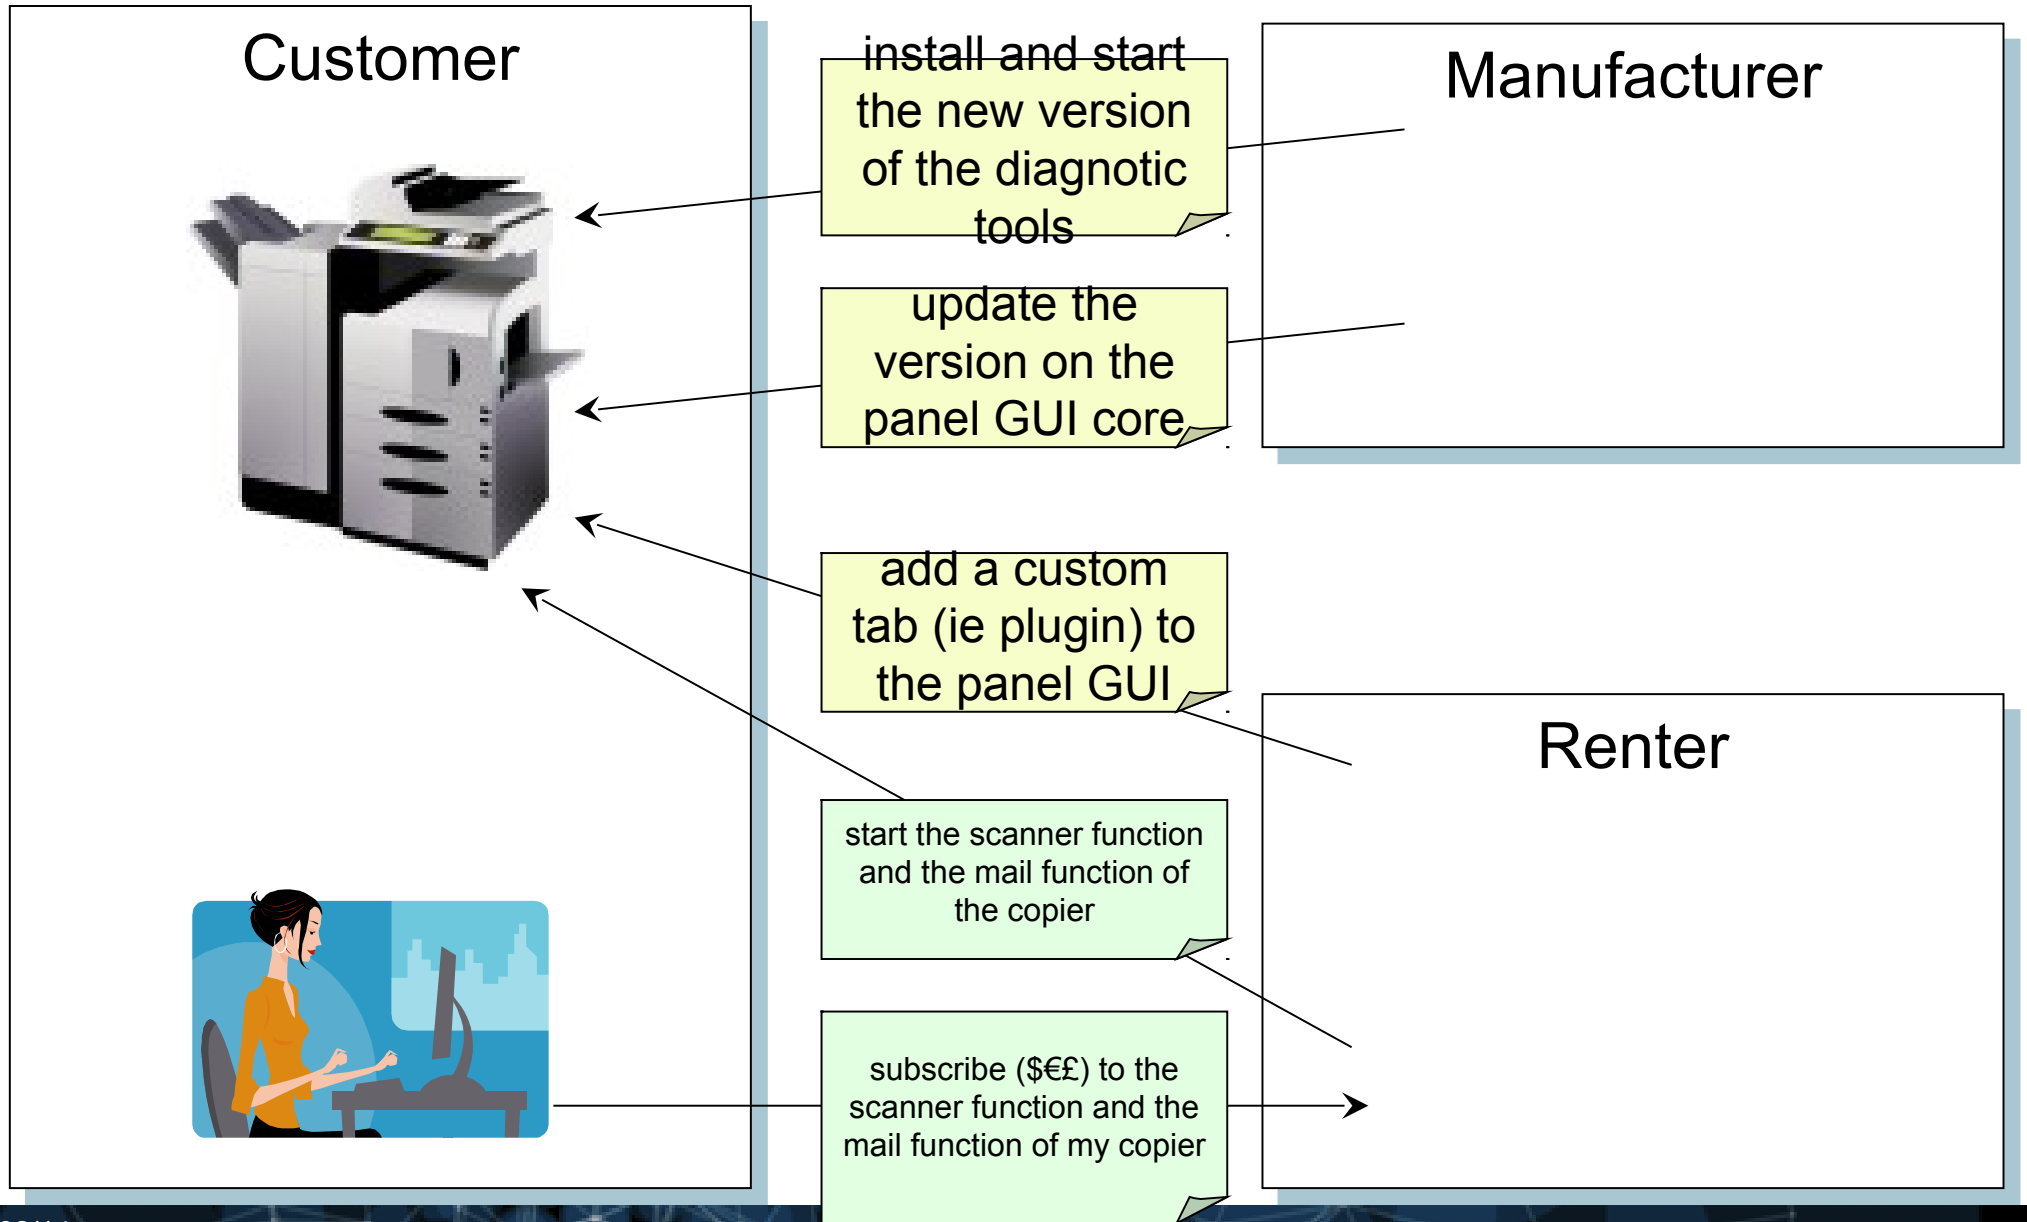 Customer
install and start
the new version
of the diagnotic
tools
Manufacturer
update the
version on the
panel GUI core
add a custom
tab (ie plugin) to
the panel GUI
Renter
start the scanner function
and the mail function of
the copier
subscribe ($€£) to the
scanner function and the
mail function of my copier